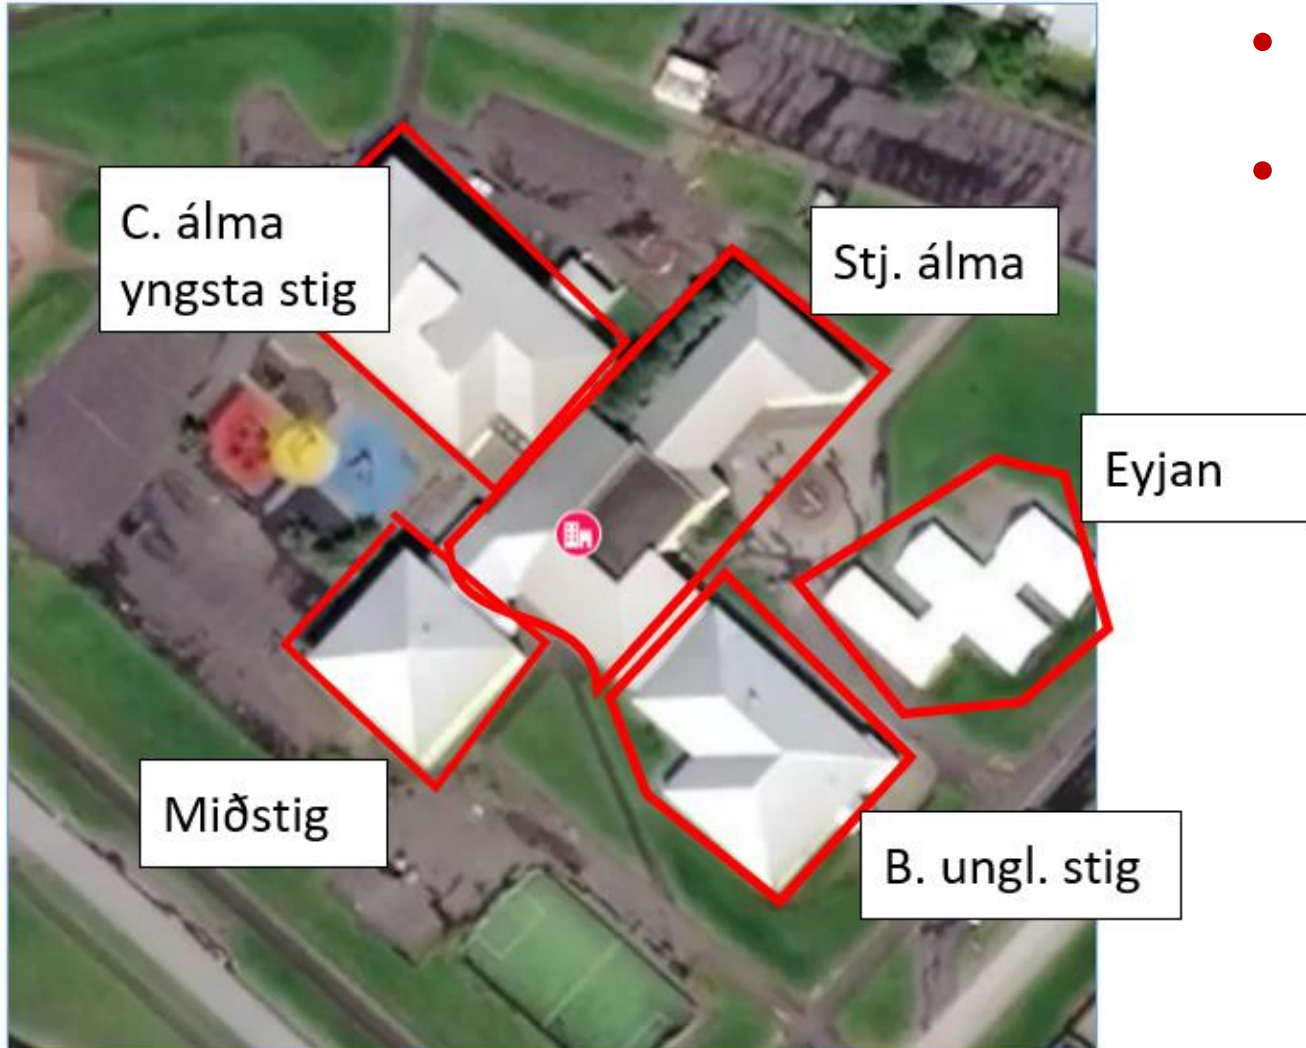 C. álma
yngsta stig
Stj. álma
Eyjan
Miðstig
B. ungl. stig